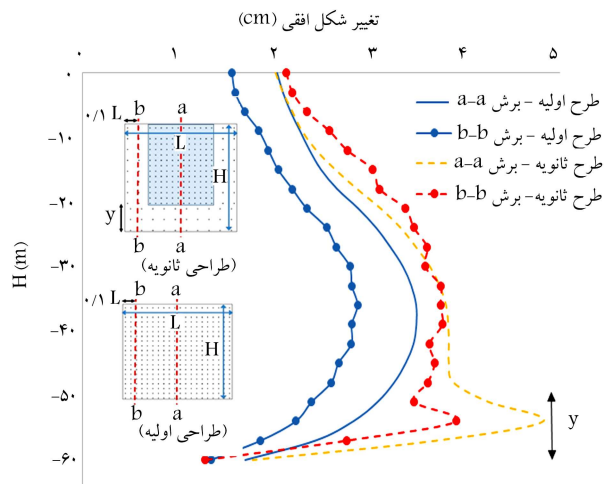 تغییر شکل افقی (cm)
۰ ۱ ۲ ۳ ۴ ۵
H (m)
۰
-۱۰
-۲۰
-۳۰
-۴۰
-۵۰
-۶۰
طرح اولیه - برش a-a
طرح اولیه - برش b-b
طرح ثانویه - برش a-a
طرح ثانویه - برش b-b
۰/۱ L
b a
L
H
y
b a
(طراحی ثانویه)
۰/۱ L
b a
L
H
b a
(طراحی اولیه)
y